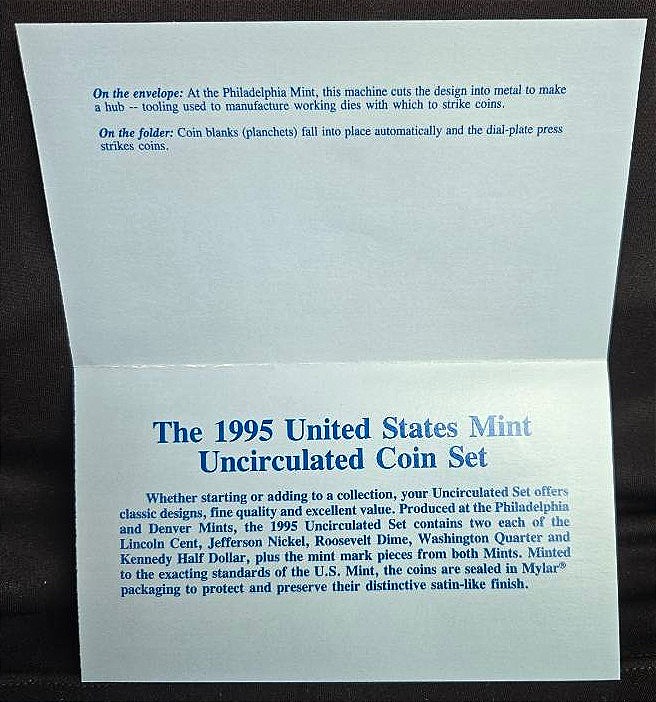 On the envelope: At the Philadelphia Mint, this machine cuts the design into metal to make
a hub -- tooling used to manufacture working dies with which to strike coins.
On the folder: Coin blanks (planchets) fall into place automatically and the dial-plate press
strikes coins.
The 1995 United States Mint
Uncirculated Coin Set
Whether starting or adding to a collection, your Uncirculated Set offers
classic designs, fine quality and excellent value. Produced at the Philadelphia
and Denver Mints, the 1995 Uncirculated Set contains two each of the
Lincoln Cent, Jefferson Nickel, Roosevelt Dime, Washington Quarter and
Kennedy Half Dollar, plus the mint mark pieces from both Mints. Minted
to the exacting standards of the U.S. Mint, the coins are sealed in Mylar®
packaging to protect and preserve their distinctive satin-like finish.